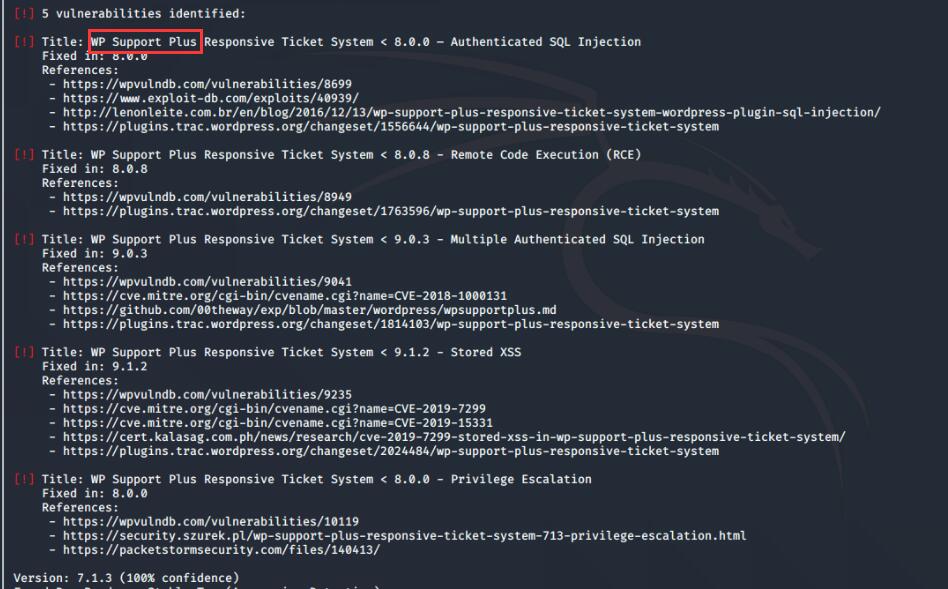 [!] 5 vulnerabilities identified:
[!] Title: WP Support Plus Responsive Ticket System < 8.0.0 – Authenticated SQL Injection
Fixed in: 8.0.0
References:
- https://wpvulndb.com/vulnerabilities/8699
- https://www.exploit-db.com/exploits/40939/
- http://lenonleite.com.br/en/blog/2016/12/13/wp-support-plus-responsive-ticket-system-wordpress-plugin-sql-injection/
- https://plugins.trac.wordpress.org/changeset/1556644/wp-support-plus-responsive-ticket-system
[!] Title: WP Support Plus Responsive Ticket System < 8.0.8 - Remote Code Execution (RCE)
Fixed in: 8.0.8
References:
- https://wpvulndb.com/vulnerabilities/8949
- https://plugins.trac.wordpress.org/changeset/1763596/wp-support-plus-responsive-ticket-system
[!] Title: WP Support Plus Responsive Ticket System < 9.0.3 - Multiple Authenticated SQL Injection
Fixed in: 9.0.3
References:
- https://wpvulndb.com/vulnerabilities/9041
- https://cve.mitre.org/cgi-bin/cvename.cgi?name=CVE-2018-1000131
- https://github.com/00theway/exp/blob/master/wordpress/wpsupportplus.md
- https://plugins.trac.wordpress.org/changeset/1814103/wp-support-plus-responsive-ticket-system
[!] Title: WP Support Plus Responsive Ticket System < 9.1.2 - Stored XSS
Fixed in: 9.1.2
References:
- https://wpvulndb.com/vulnerabilities/9235
- https://cve.mitre.org/cgi-bin/cvename.cgi?name=CVE-2019-7299
- https://cve.mitre.org/cgi-bin/cvename.cgi?name=CVE-2019-15331
- https://cert.kalasag.com.ph/news/research/cve-2019-7299-stored-xss-in-wp-support-plus-responsive-ticket-system/
- https://plugins.trac.wordpress.org/changeset/2024484/wp-support-plus-responsive-ticket-system
[!] Title: WP Support Plus Responsive Ticket System < 8.0.0 - Privilege Escalation
Fixed in: 8.0.0
References:
- https://wpvulndb.com/vulnerabilities/10119
- https://security.szurek.pl/wp-support-plus-responsive-ticket-system-713-privilege-escalation.html
- https://packetstormsecurity.com/files/140413/
Version: 7.1.3 (100% confidence)